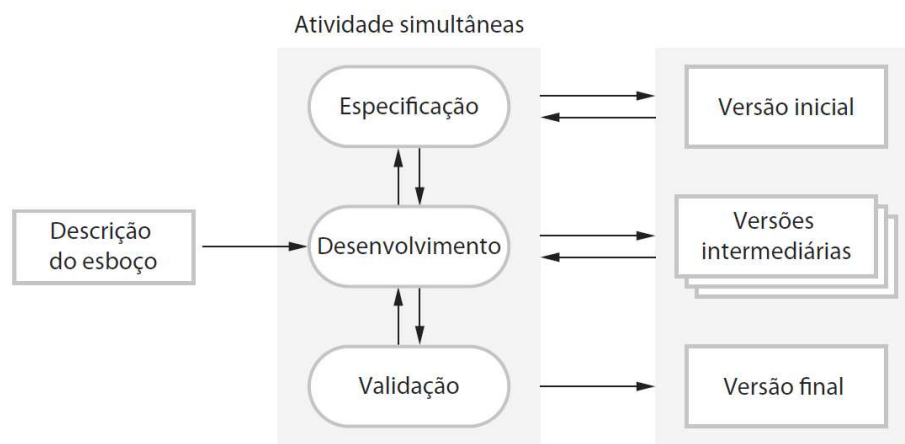 Atividade simultâneas
Especificação
Versão inicial
Descrição
do esboço
Desenvolvimento
Versões
intermediárias
Validação
Versão final